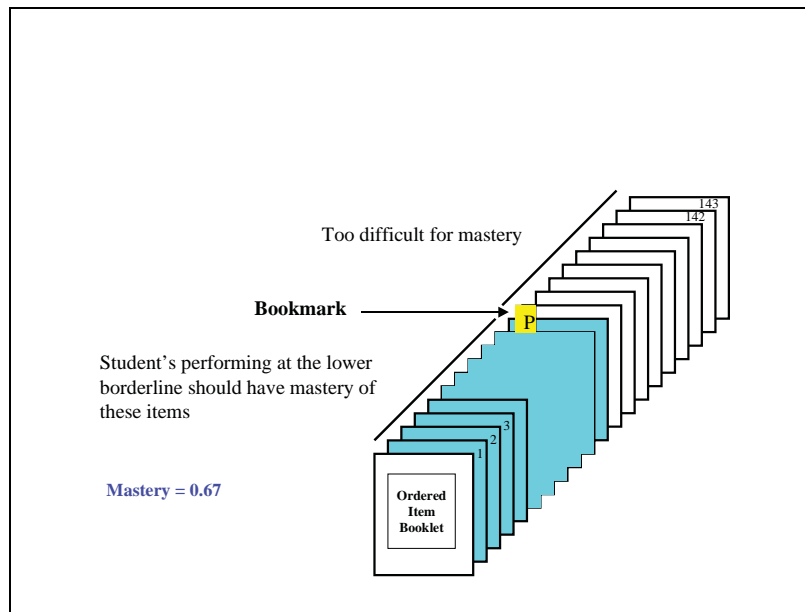 143
142
Too difficult for mastery
Bookmark
P
Student's performing at the lower
borderline should have mastery of
these items
3
2
1
Mastery = 0.67
Ordered
Item
Booklet